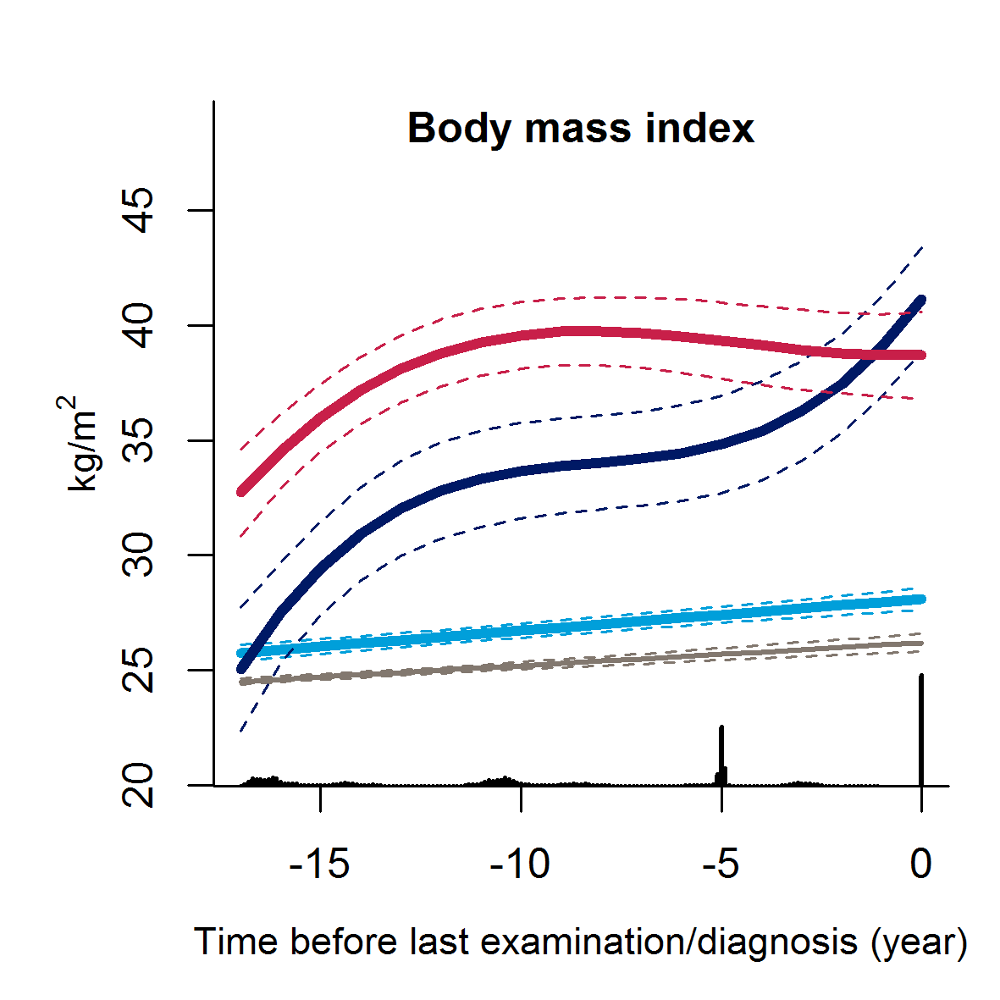 Body mass index
kg/m²
45
40
35
30
25
20
-15 -10 -5 0
Time before last examination/diagnosis (year)